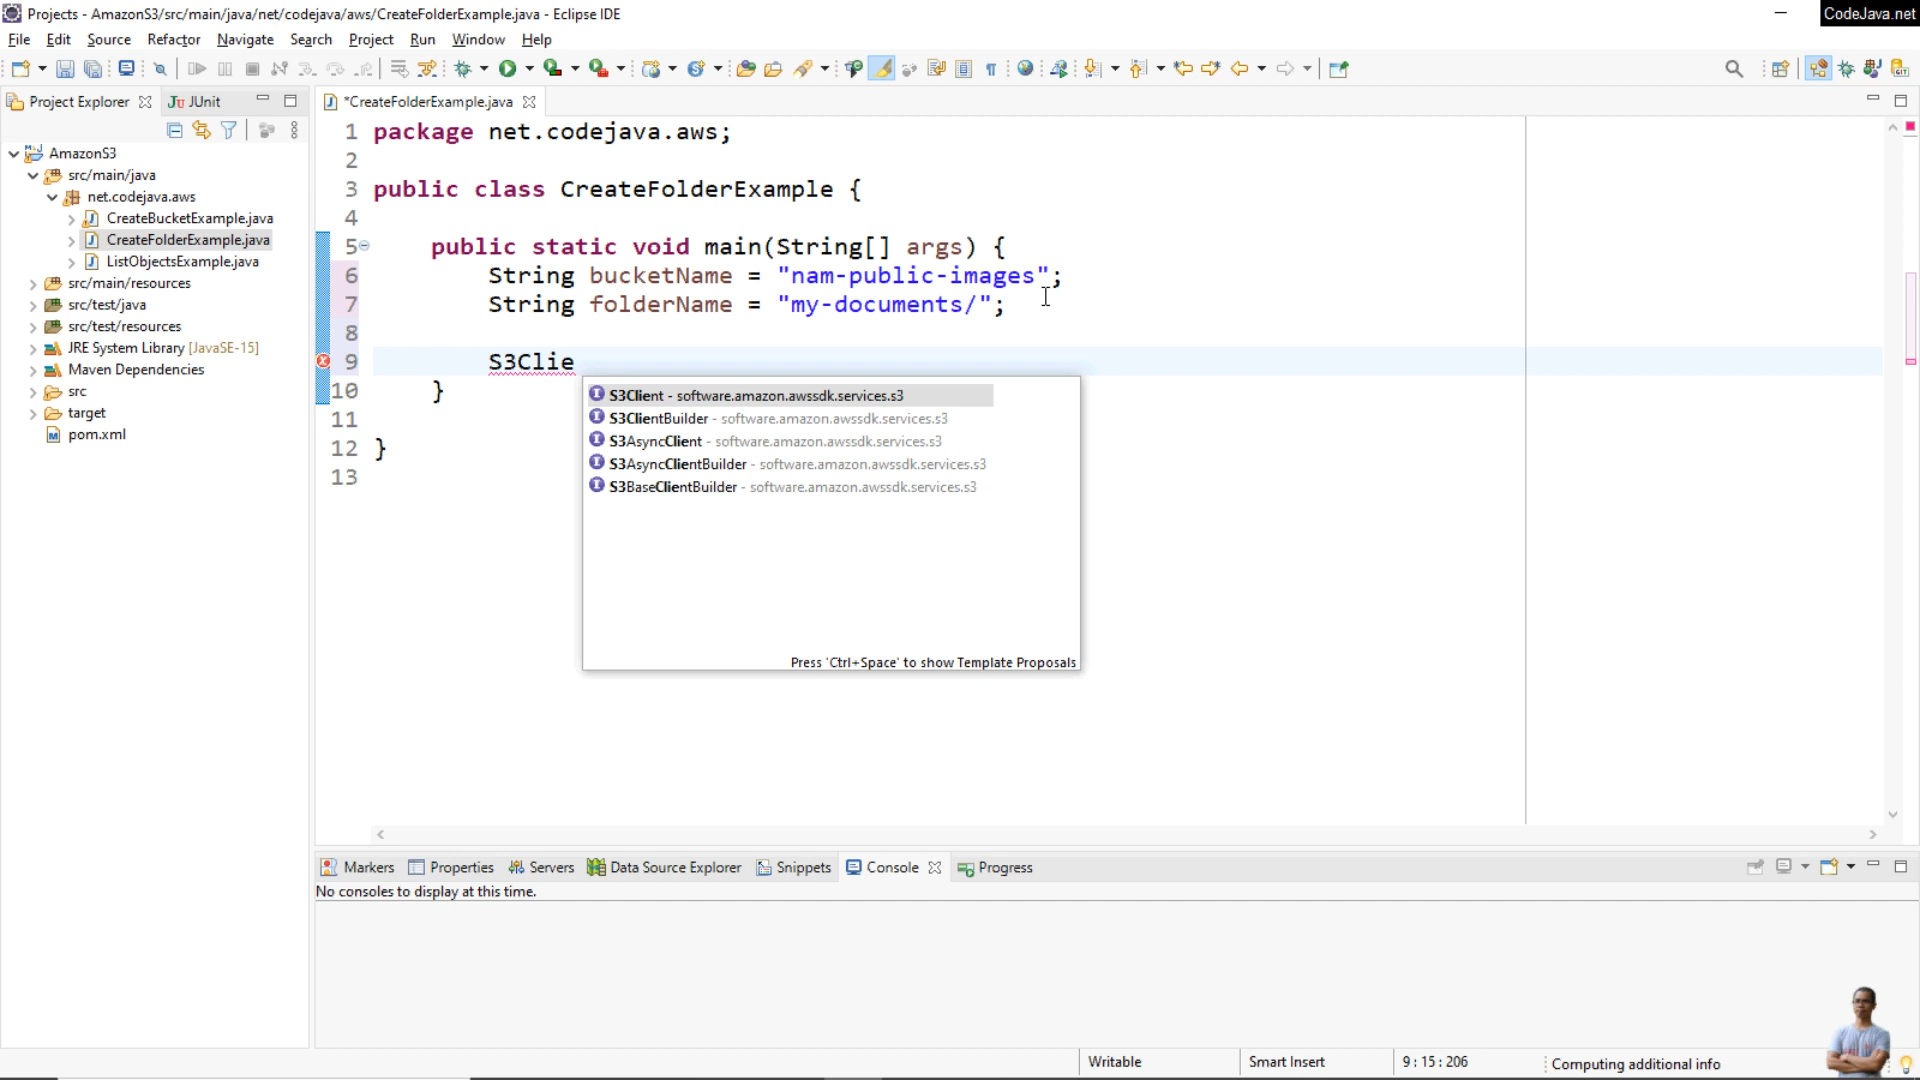 Projects - AmazonS3/src/main/java/net/codejava/aws/CreateFolderExample.java - Eclipse IDE
CodeJava.net
File Edit Source Refactor Navigate Search Project Run Window Help
Project Explorer JUnit
*CreateFolderExample.java
AmazonS3
src/main/java
net.codejava.aws
CreateBucketExample.java
CreateFolderExample.java
ListObjectsExample.java
src/main/resources
src/test/java
src/test/resources
JRE System Library [JavaSE-15]
Maven Dependencies
src
target
pom.xml
1 package net.codejava.aws;
2
3 public class CreateFolderExample {
4
5 public static void main(String[] args) {
6 String bucketName = "nam-public-images";
7 String folderName = "my-documents/";
8
9 S3Clie
10 }
11
12 }
13
S3Client - software.amazon.awssdk.services.s3
S3ClientBuilder - software.amazon.awssdk.services.s3
S3AsyncClient - software.amazon.awssdk.services.s3
S3AsyncClientBuilder - software.amazon.awssdk.services.s3
S3BaseClientBuilder - software.amazon.awssdk.services.s3
Press 'Ctrl+Space' to show Template Proposals
Markers Properties Servers Data Source Explorer Snippets Console Progress
No consoles to display at this time.
Writable Smart Insert 9 : 15 : 206 Computing additional info